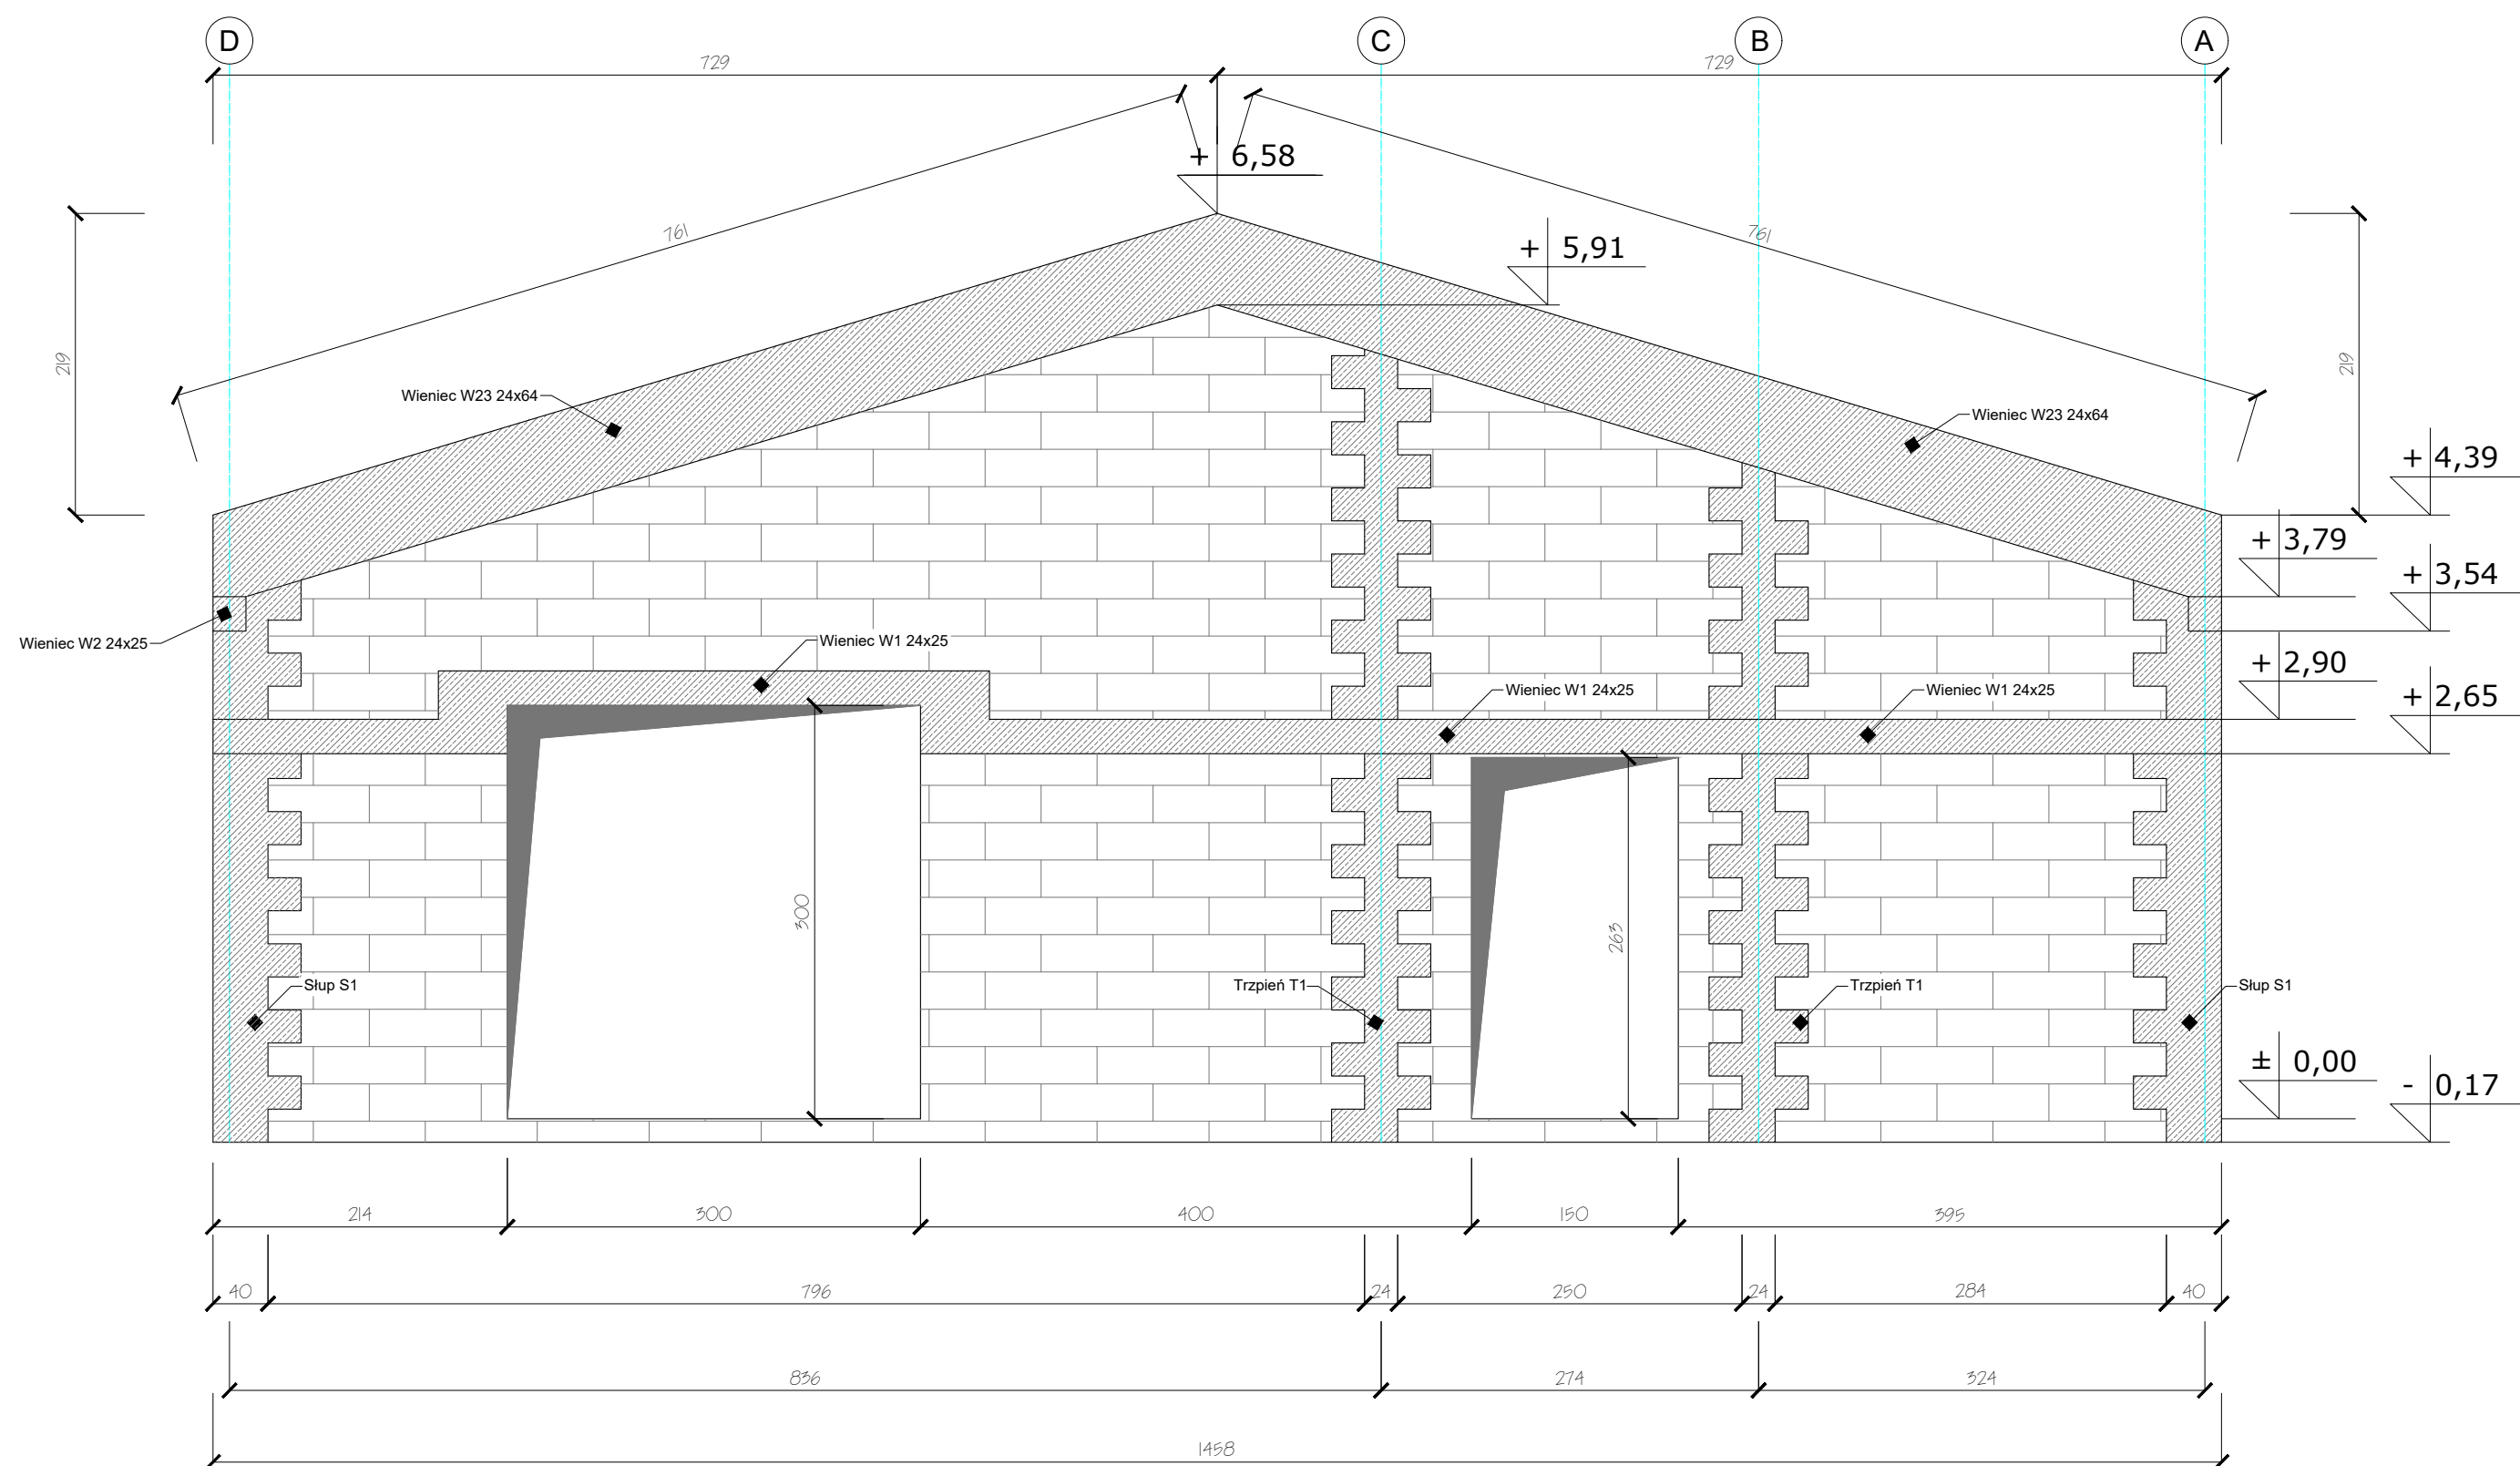 D
C
B
A
729
729
+ 6,58
761
761
+ 5,91
219
219
Wieniec W23 24x64
Wieniec W23 24x64
+ 4,39
+ 3,79
+ 3,54
Wieniec W2 24x25
Wieniec W1 24x25
+ 2,90
Wieniec W1 24x25
Wieniec W1 24x25
+ 2,65
300
263
Słup S1
Trzpień T1
Trzpień T1
Słup S1
± 0,00
- 0,17
214
300
400
150
395
40
796
24
250
24
284
40
836
274
324
1458